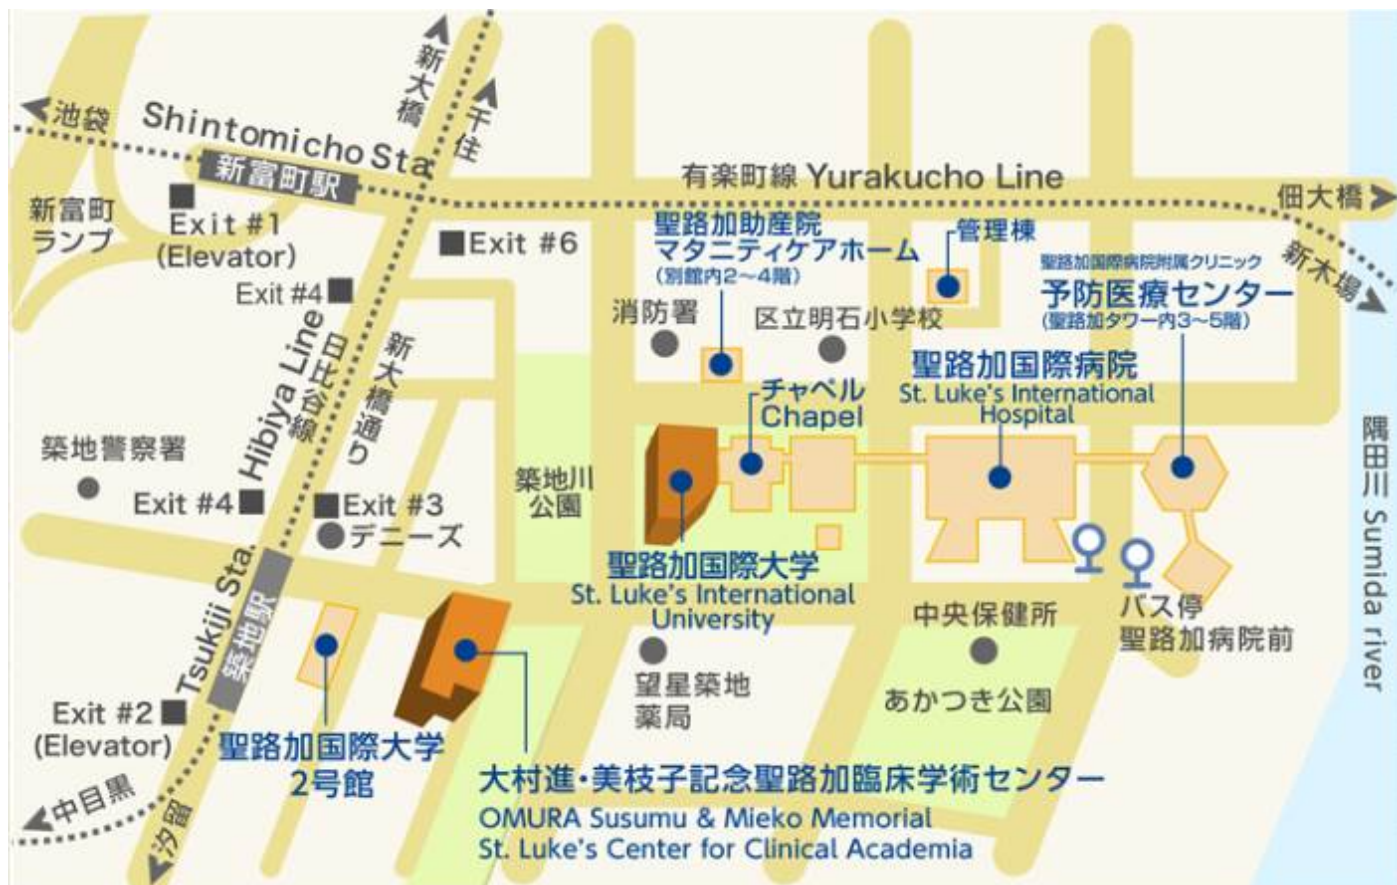 新大橋
千住
池袋
Shintomicho Sta.
新富町駅
有楽町線 Yurakucho Line
佃大橋
新木場
新富町
ランプ
Exit #1
(Elevator)
Exit #6
Exit #4
聖路加助産院
マタニティケアホーム
(別館内2〜4階)
管理棟
聖路加国際病院附属クリニック
予防医療センター
(聖路加タワー内3〜5階)
消防署
区立明石小学校
Hibiya Line
日比谷線
新大橋通り
チャペル
Chapel
聖路加国際病院
St. Luke's International
Hospital
築地警察署
Exit #4
Exit #3
デニーズ
築地川
公園
隅田川 Sumida river
聖路加国際大学
St. Luke's International
University
Tsukiji Sta.
築地駅
中央保健所
バス停
聖路加病院前
望星築地
薬局
あかつき公園
Exit #2
(Elevator)
聖路加国際大学
2号館
大村進・美枝子記念聖路加臨床学術センター
OMURA Susumu & Mieko Memorial
St. Luke's Center for Clinical Academia
中目黒
汐留